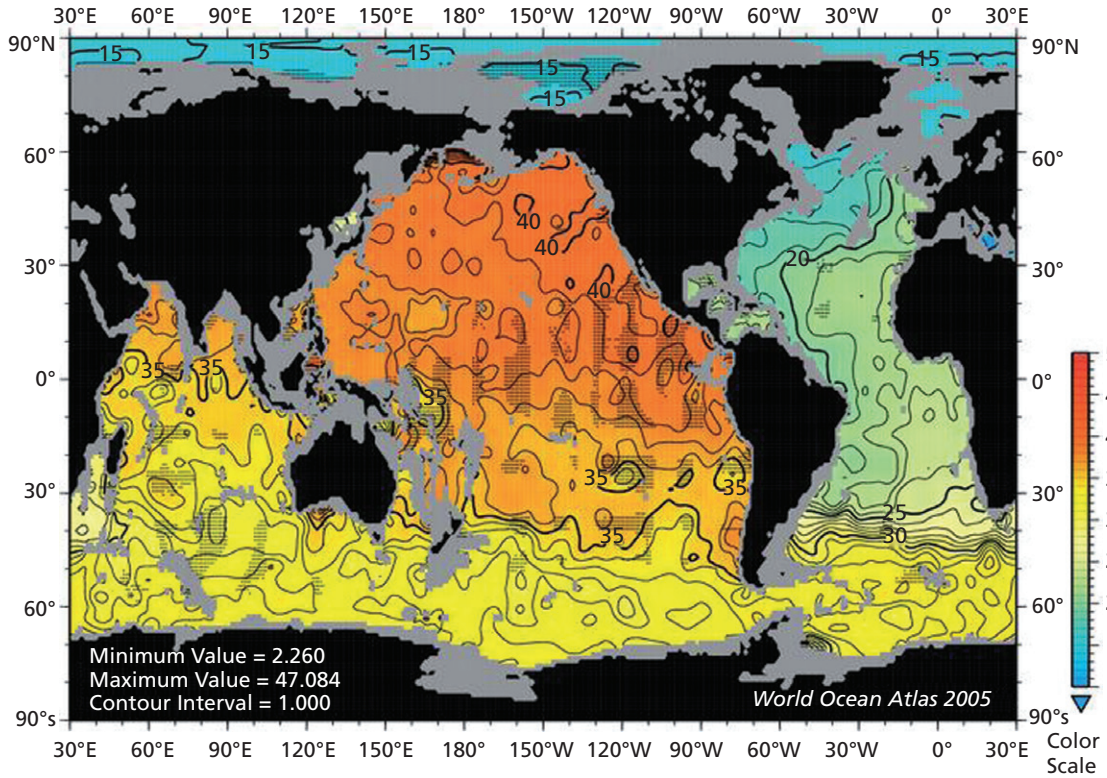 30°E 60°E 90°E 120°E 150°E 180° 150°W 120°W 90°W 60°W 30°W 0° 30°E
90°N 90°N
15 15 15 15 15
15
60° 60°
40
40
20
30° 30°
40
35 35
0° 0°
35
35 35
30° 30°
25
35 30
60° 60°
Minimum Value = 2.260
Maximum Value = 47.084
Contour Interval = 1.000
World Ocean Atlas 2005
90°s 90°s
30°E 60°E 90°E 120°E 150°E 180° 150°W 120°W 90°W 60°W 30°W 0° 30°E
Color
Scale